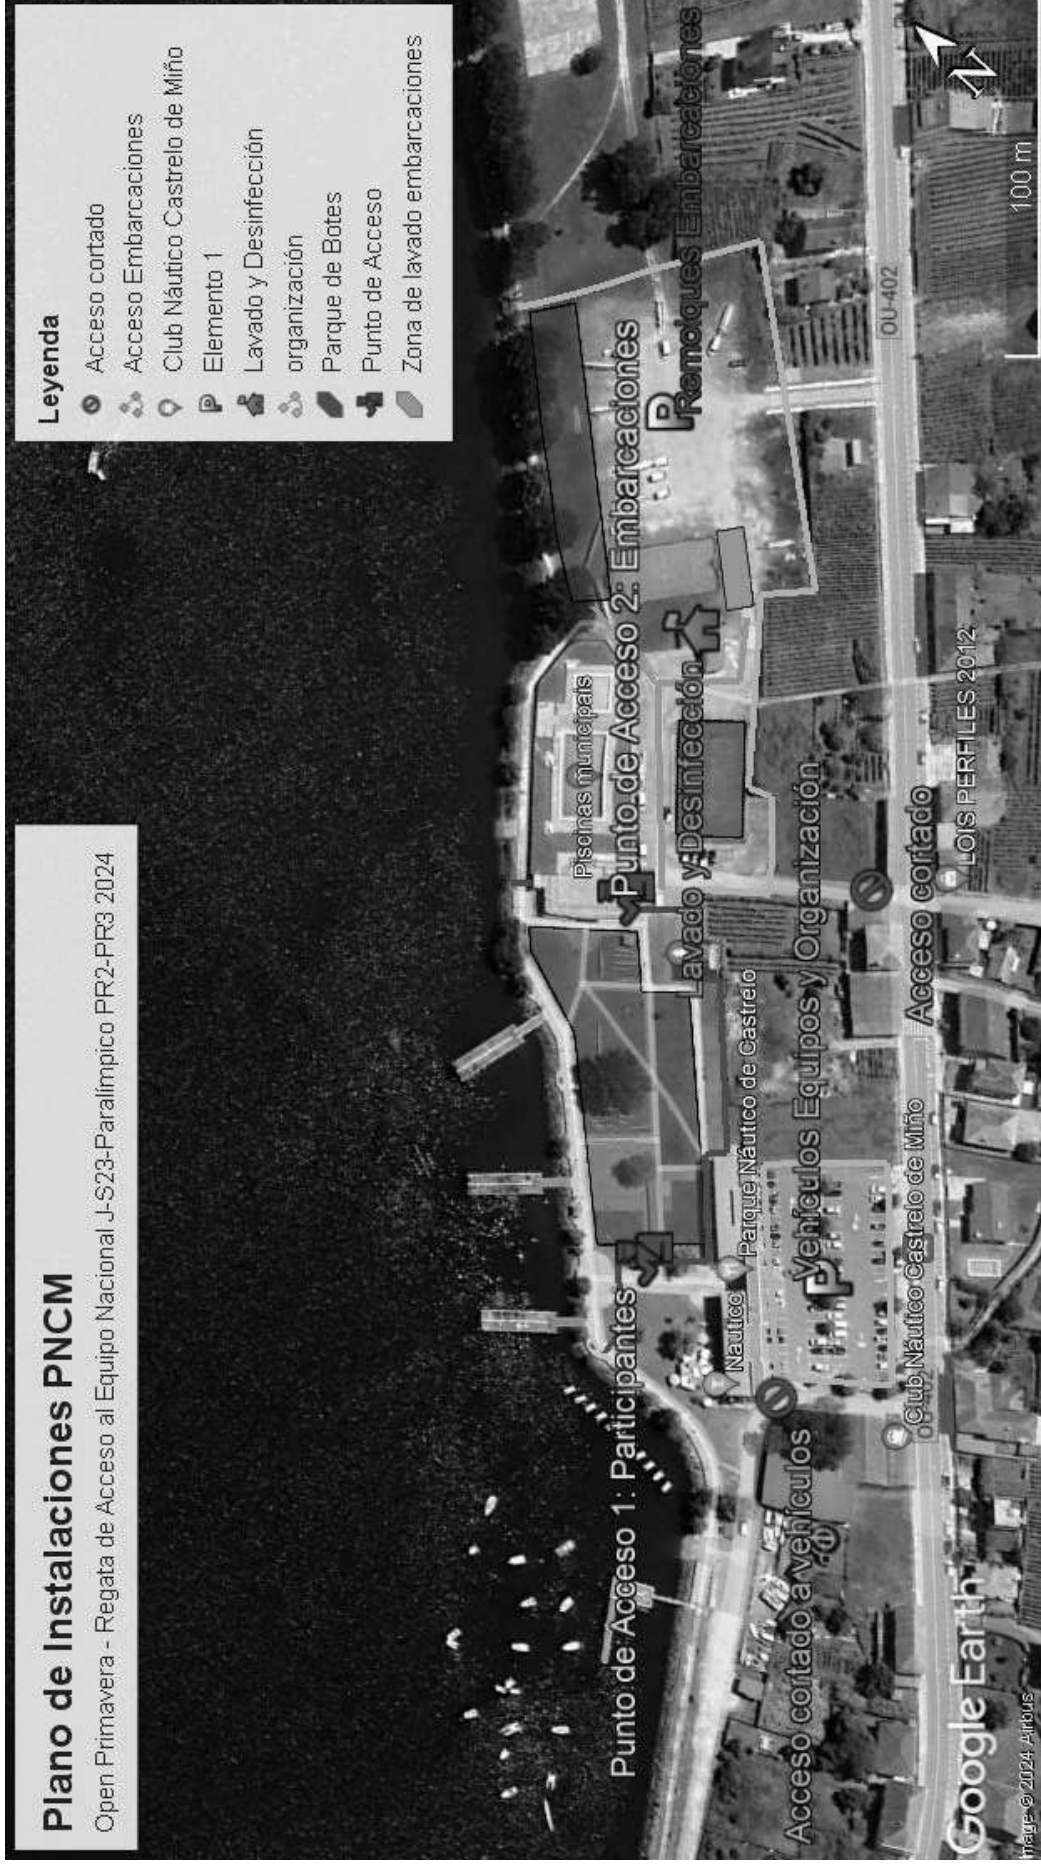 Plano de Instalaciones PNCM
Open Primavera - Regata de Acceso al Equipo Nacional J-S23-Paralímpico PR2-PR3 2024
Leyenda
Acceso cortado
Acceso Embarcaciones
Club Náutico Castrelo de Miño
Elemento 1
Lavado y Desinfección
organización
Parque de Botes
Punto de Acceso
Zona de lavado embarcaciones
Piscinas municipais
Punto de Acceso 1: Participantes
Punto de Acceso 2: Embarcaciones
P
Remolques Embarcaciones
Lavado y Desinfección
Nautico
Parque Náutico de Castrelo
Acceso cortado a vehículos
P
Vehículos Equipos y Organización
Club Náutico Castrelo de Miño
Acceso cortado
OU-402
LOIS PERFILES 2012
Google Earth
Image © 2024 Airbus
100 m
N